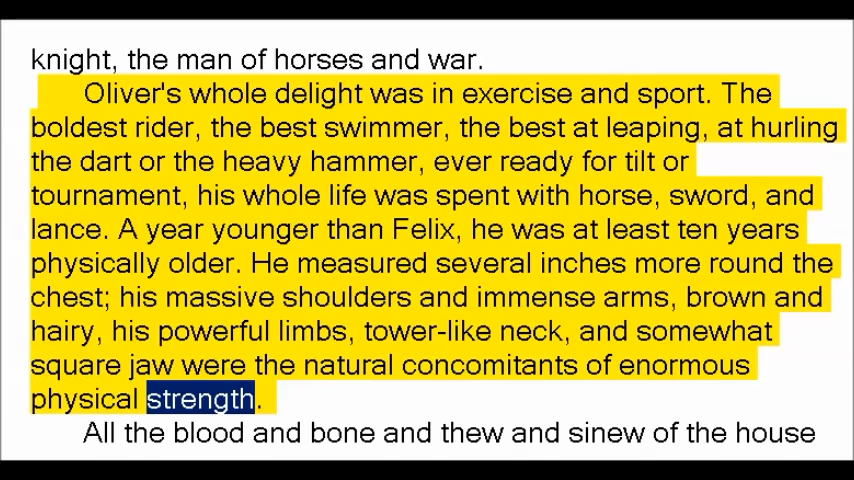 knight, the man of horses and war.
Oliver's whole delight was in exercise and sport. The
boldest rider, the best swimmer, the best at leaping, at hurling
the dart or the heavy hammer, ever ready for tilt or
tournament, his whole life was spent with horse, sword, and
lance. A year younger than Felix, he was at least ten years
physically older. He measured several inches more round the
chest; his massive shoulders and immense arms, brown and
hairy, his powerful limbs, tower-like neck, and somewhat
square jaw were the natural concomitants of enormous
physical strength.
All the blood and bone and thew and sinew of the house